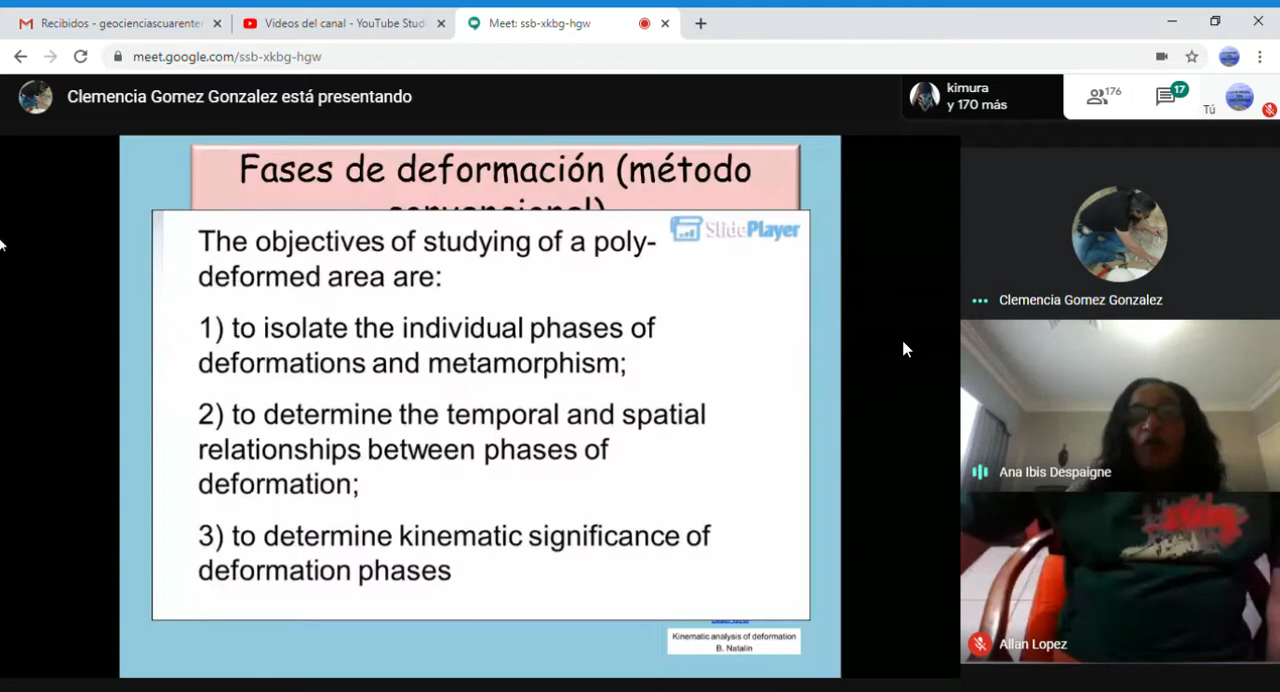 Recibidos - geocienciascuarente
Videos del canal - YouTube Studi
Meet: ssb-xkbg-hgw
meet.google.com/ssb-xkbg-hgw
Clemencia Gomez Gonzalez está presentando
kimura
y 170 más
176
17
Tú
Fases de deformación (método
SlidePlayer
The objectives of studying of a poly-
deformed area are:
1) to isolate the individual phases of
deformations and metamorphism;
2) to determine the temporal and spatial
relationships between phases of
deformation;
3) to determine kinematic significance of
deformation phases
Kinematic analysis of deformation
B. Natalin
Clemencia Gomez Gonzalez
Ana Ibis Despaigne
Allan Lopez